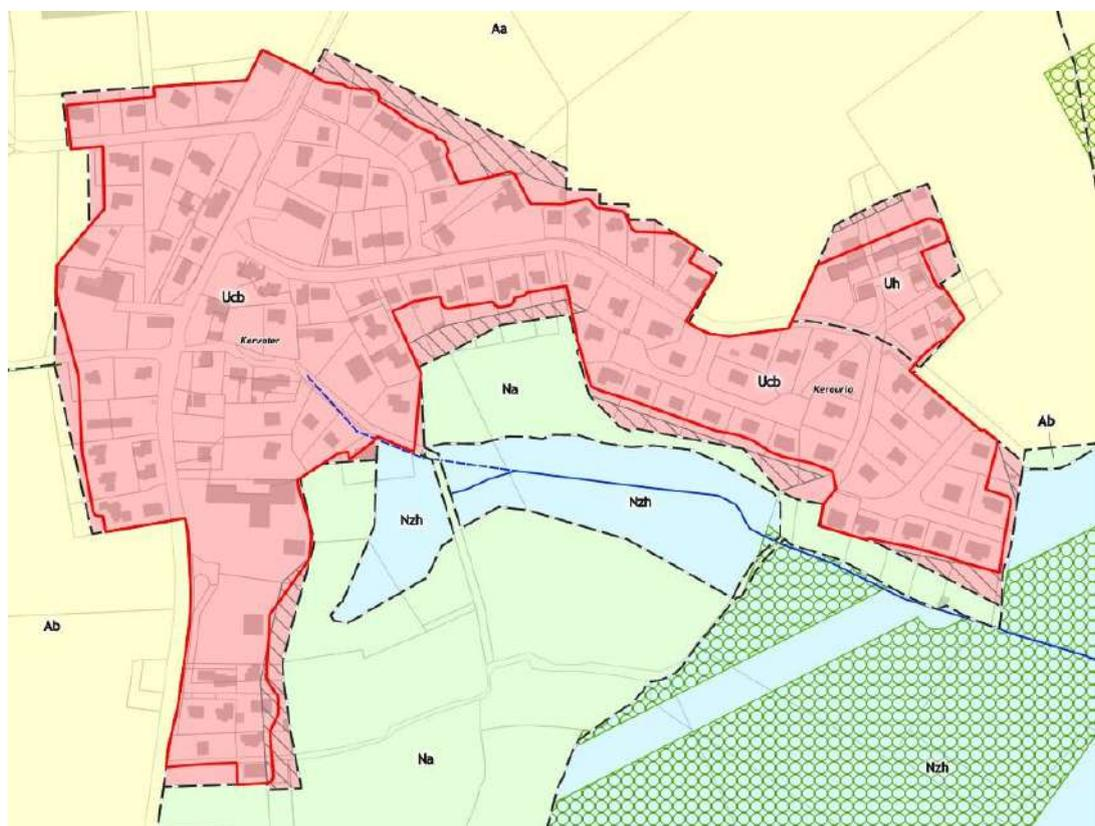 Aa
Uh
Ucb
Kervoter
Ucb
Kerourio
Na
Ab
Nzh
Nzh
Ab
Na
Nzh